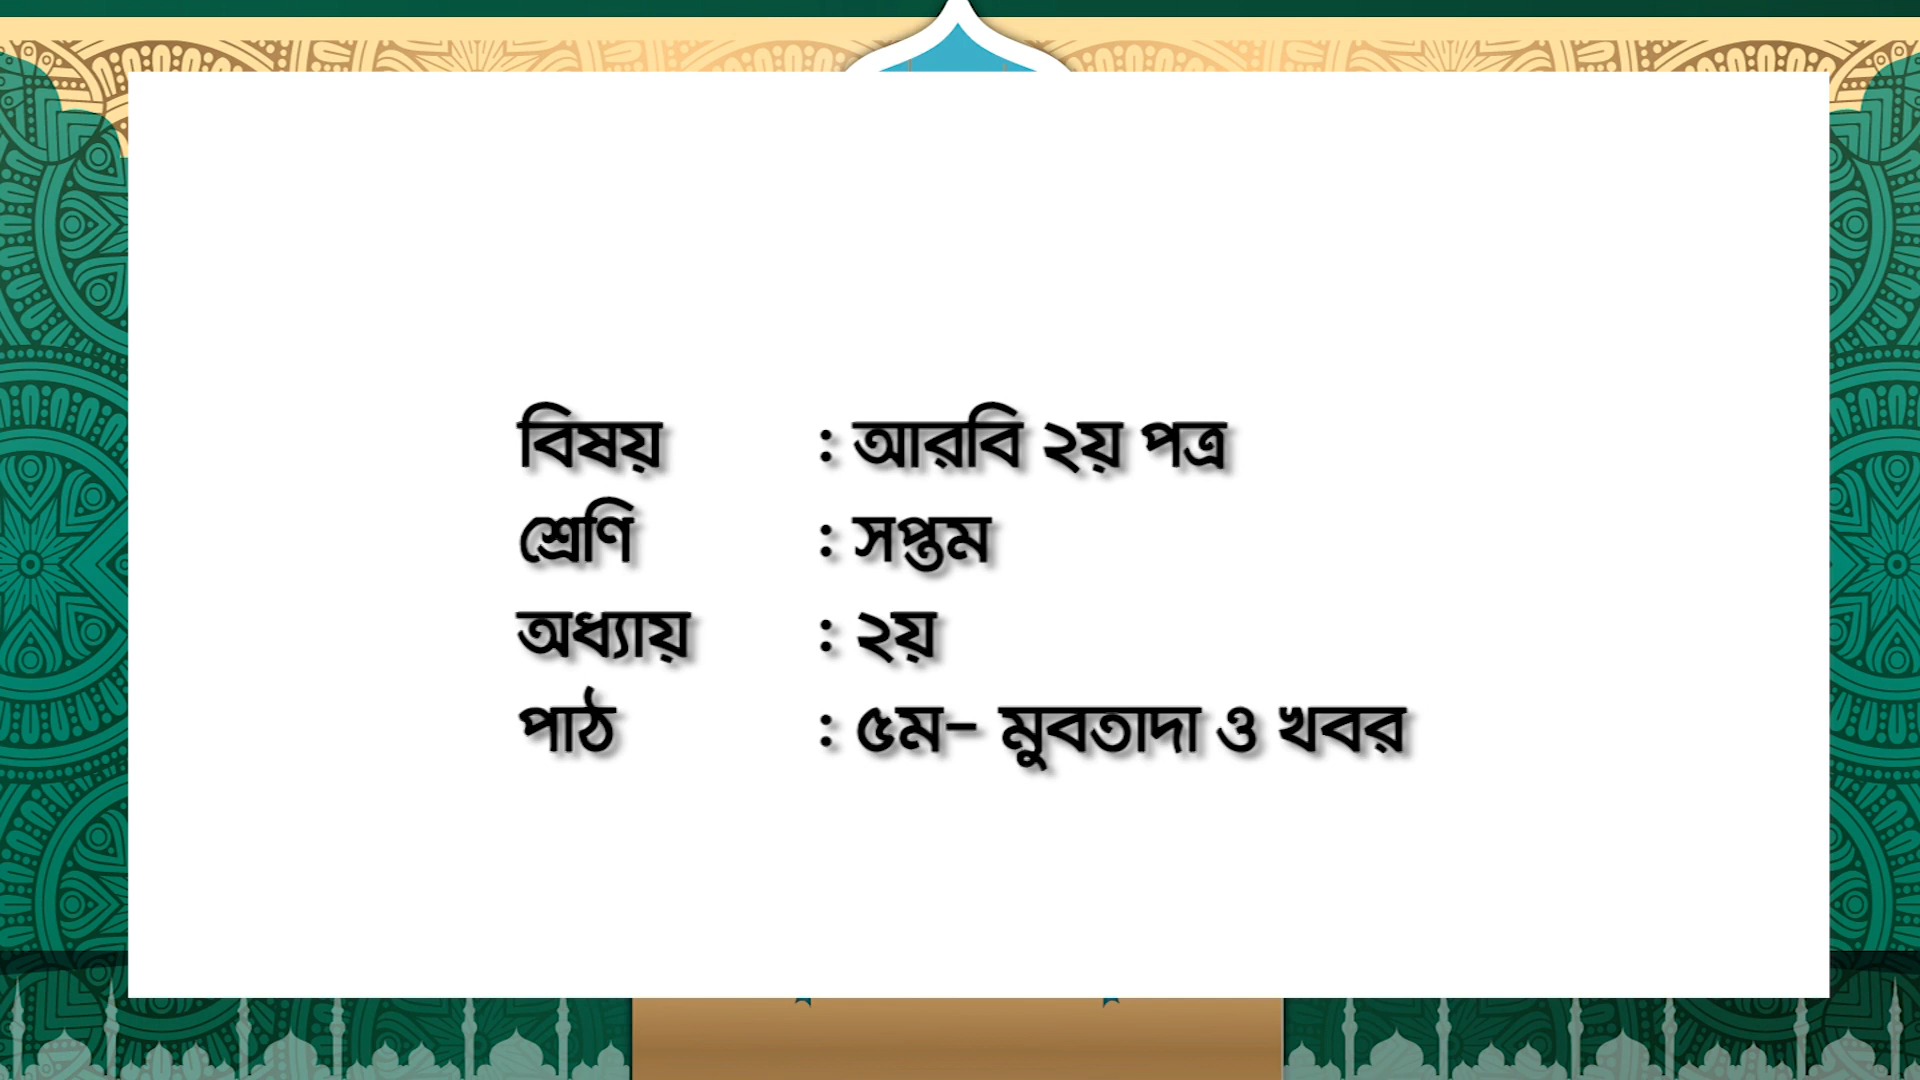 বিষয় : আরবি ২য় পত্র
শ্রেণি : সপ্তম
অধ্যায় : ২য়
পাঠ : ৫ম- মুবতাদা ও খবর